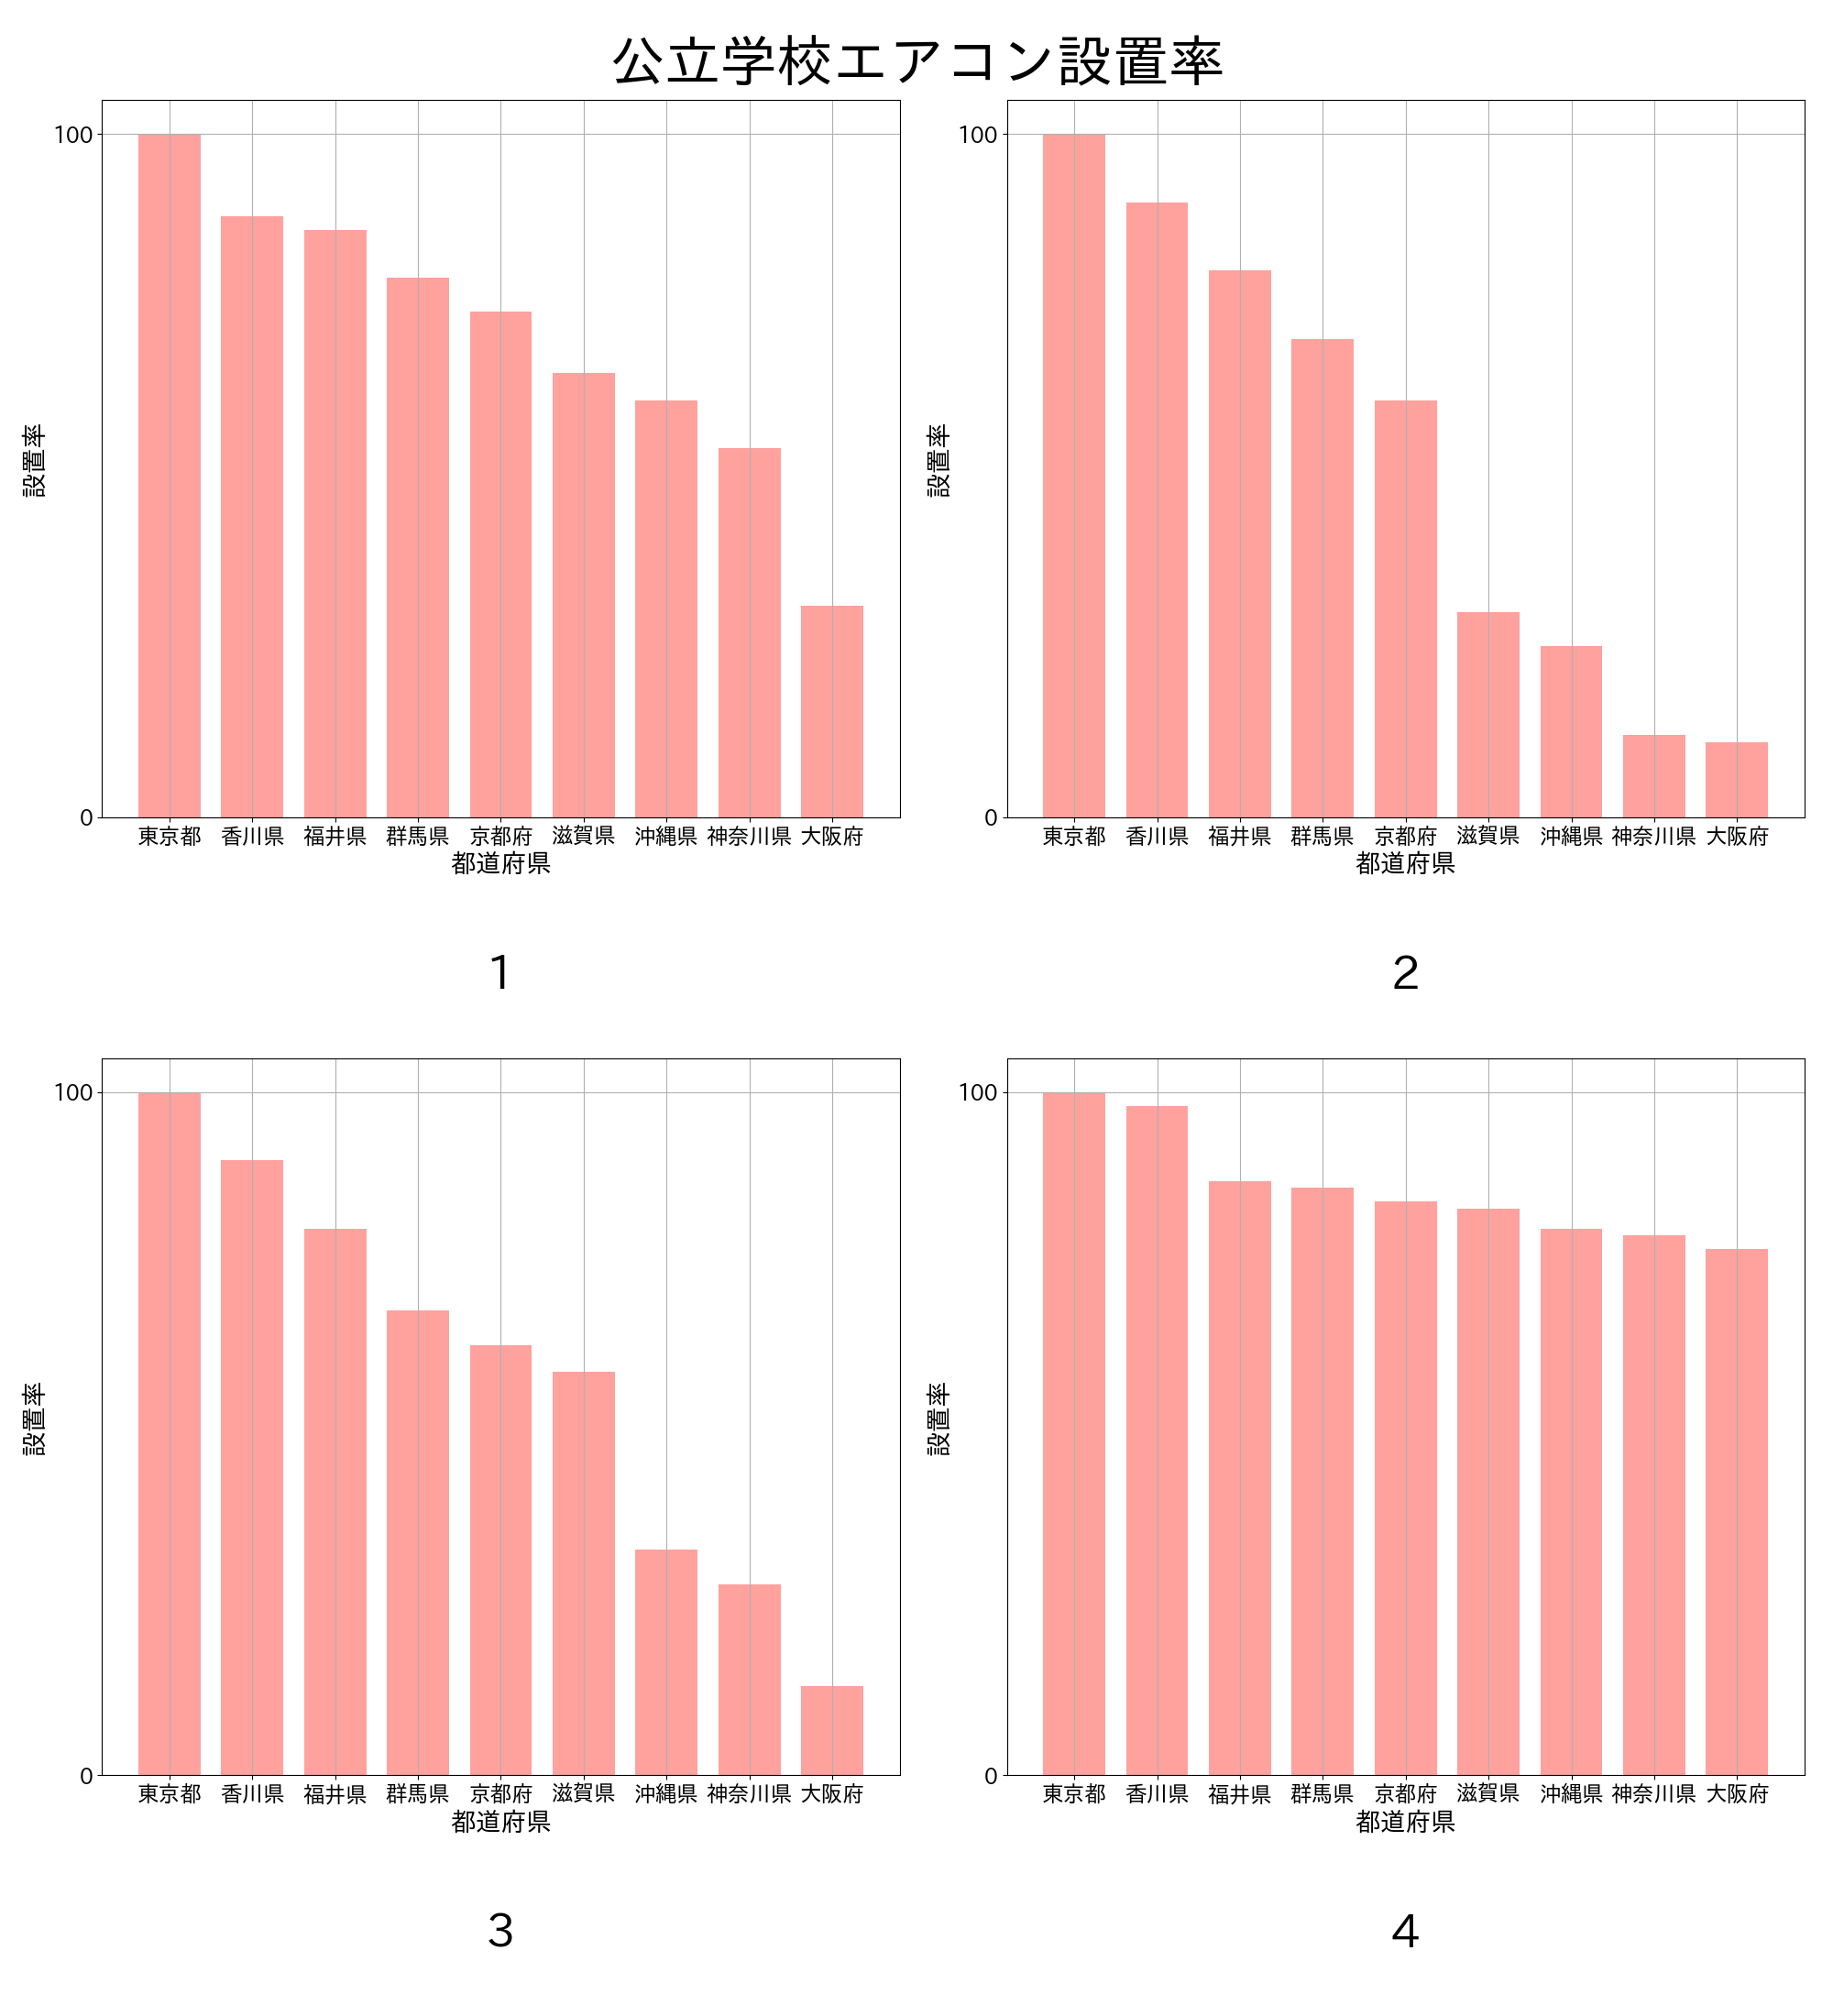 公立学校エアコン設置率
100
設置率
0
東京都 香川県 福井県 群馬県 京都府 滋賀県 沖縄県 神奈川県 大阪府
都道府県
1
100
設置率
0
東京都 香川県 福井県 群馬県 京都府 滋賀県 沖縄県 神奈川県 大阪府
都道府県
2
100
設置率
0
東京都 香川県 福井県 群馬県 京都府 滋賀県 沖縄県 神奈川県 大阪府
都道府県
3
100
設置率
0
東京都 香川県 福井県 群馬県 京都府 滋賀県 沖縄県 神奈川県 大阪府
都道府県
4